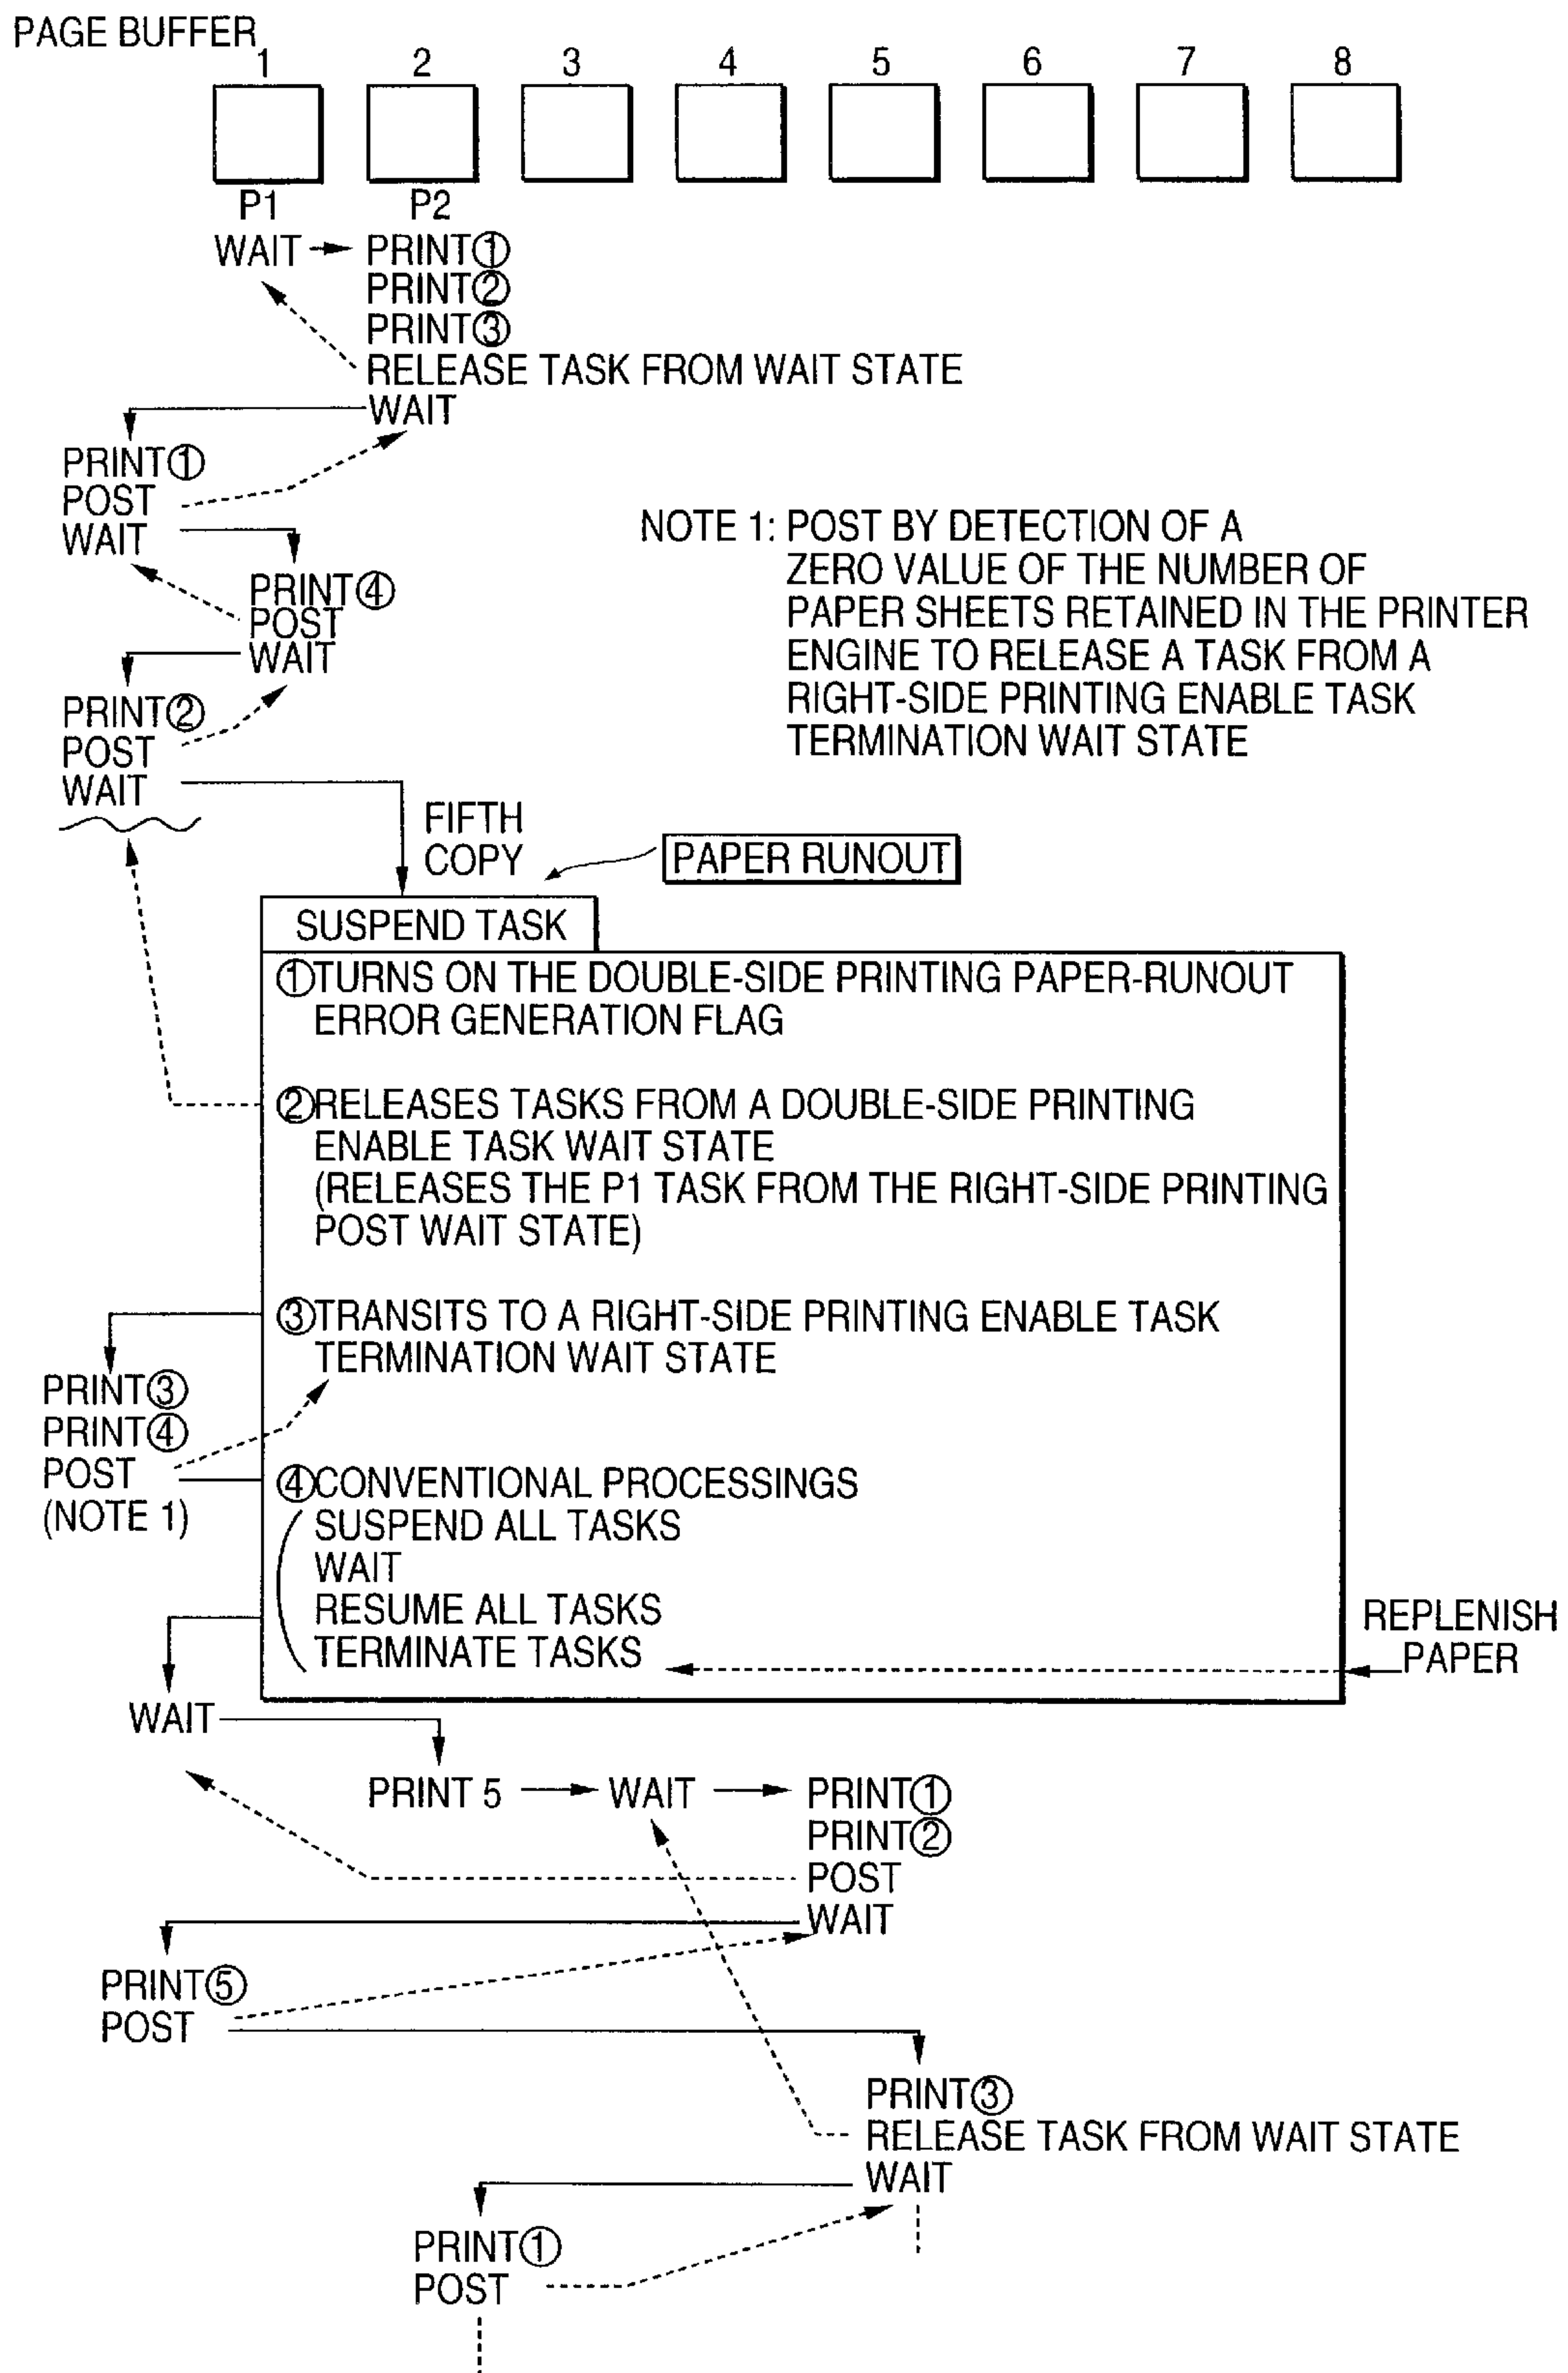 PAGE BUFFER
1 2 3 4 5 6 7 8
P1 P2
WAIT PRINT①
PRINT②
PRINT③
RELEASE TASK FROM WAIT STATE
WAIT
PRINT①
POST
WAIT
NOTE 1: POST BY DETECTION OF A
ZERO VALUE OF THE NUMBER OF
PAPER SHEETS RETAINED IN THE PRINTER
ENGINE TO RELEASE A TASK FROM A
RIGHT-SIDE PRINTING ENABLE TASK
TERMINATION WAIT STATE
PRINT④
POST
WAIT
PRINT②
POST
WAIT
FIFTH
COPY
PAPER RUNOUT
SUSPEND TASK
①TURNS ON THE DOUBLE-SIDE PRINTING PAPER-RUNOUT
ERROR GENERATION FLAG
②RELEASES TASKS FROM A DOUBLE-SIDE PRINTING
ENABLE TASK WAIT STATE
(RELEASES THE P1 TASK FROM THE RIGHT-SIDE PRINTING
POST WAIT STATE)
③TRANSITS TO A RIGHT-SIDE PRINTING ENABLE TASK
TERMINATION WAIT STATE
PRINT③
PRINT④
POST
(NOTE 1)
④CONVENTIONAL PROCESSINGS
SUSPEND ALL TASKS
WAIT
RESUME ALL TASKS
TERMINATE TASKS
REPLENISH
PAPER
WAIT
PRINT 5 WAIT PRINT①
PRINT②
POST
WAIT
PRINT⑤
POST
PRINT③
RELEASE TASK FROM WAIT STATE
WAIT
PRINT①
POST